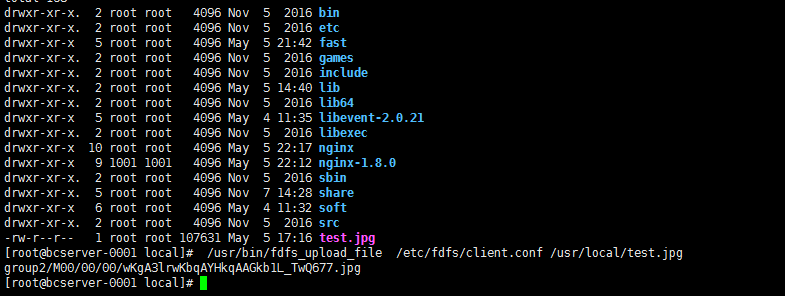 drwxr-xr-x.  2 root root   4096 Nov  5  2016 bin
drwxr-xr-x.  2 root root   4096 Nov  5  2016 etc
drwxr-xr-x   5 root root   4096 May  5 21:42 fast
drwxr-xr-x.  2 root root   4096 Nov  5  2016 games
drwxr-xr-x.  2 root root   4096 Nov  5  2016 include
drwxr-xr-x.  2 root root   4096 May  5 14:40 lib
drwxr-xr-x.  2 root root   4096 Nov  5  2016 lib64
drwxr-xr-x   5 root root   4096 May  4 11:35 libevent-2.0.21
drwxr-xr-x.  2 root root   4096 Nov  5  2016 libexec
drwxr-xr-x  10 root root   4096 May  5 22:17 nginx
drwxr-xr-x   9 1001 1001   4096 May  5 22:12 nginx-1.8.0
drwxr-xr-x.  2 root root   4096 Nov  5  2016 sbin
drwxr-xr-x.  5 root root   4096 Nov  7 14:28 share
drwxr-xr-x   6 root root   4096 May  4 11:32 soft
drwxr-xr-x.  2 root root   4096 Nov  5  2016 src
-rw-r--r--   1 root root 107631 May  5 17:16 test.jpg
[root@bcserver-0001 local]#  /usr/bin/fdfs_upload_file  /etc/fdfs/client.conf /usr/local/test.jpg
group2/M00/00/00/wKgA3lrwKbqAYHkqAAGkb1L_TwQ677.jpg
[root@bcserver-0001 local]#